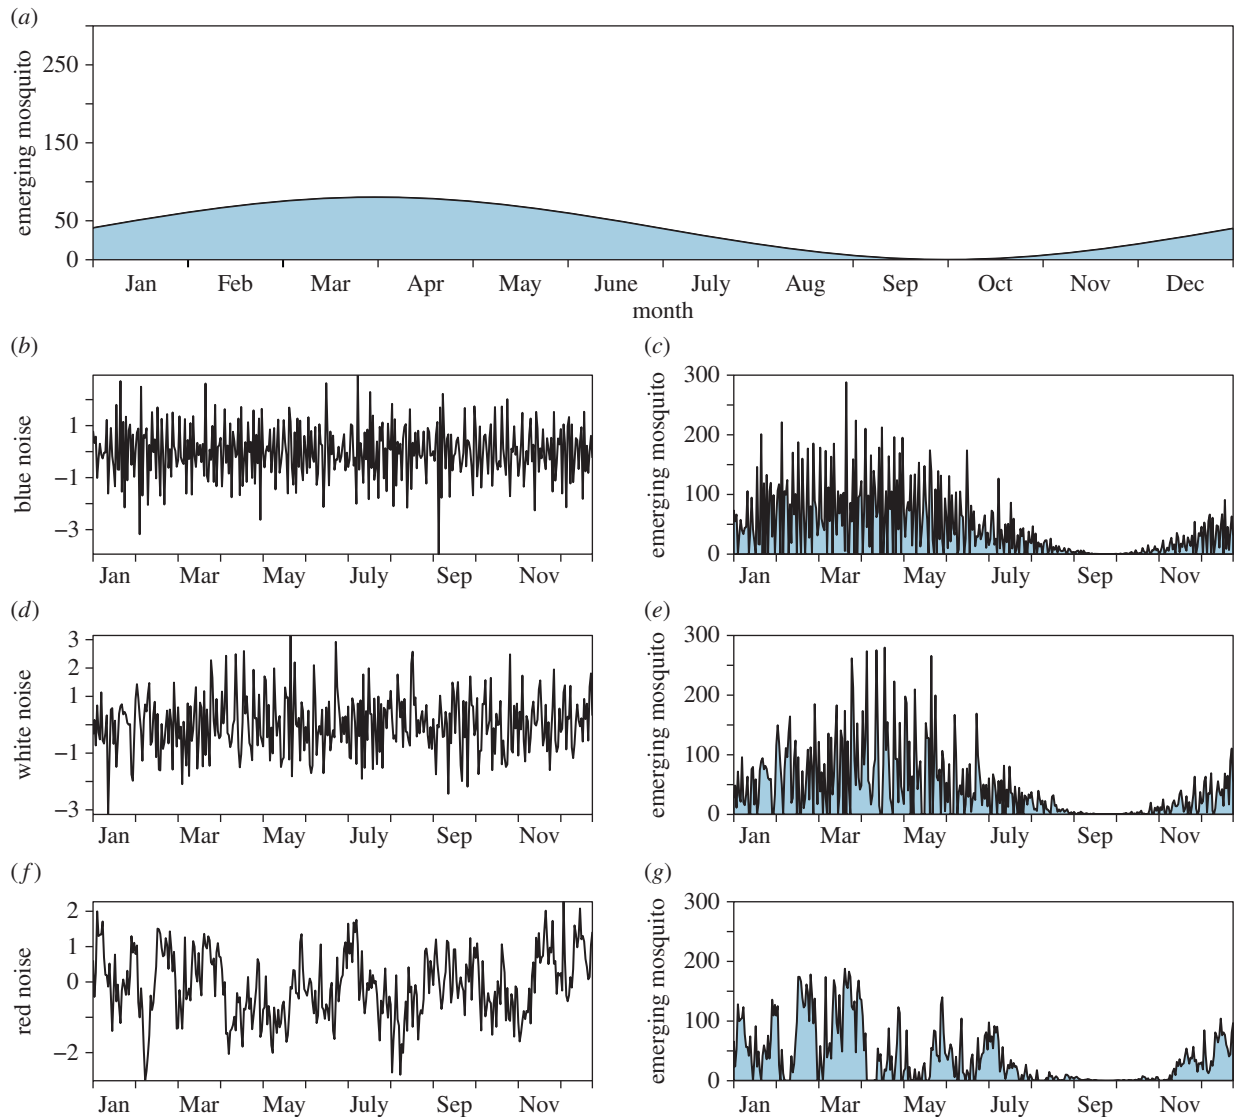 (a)
emerging mosquito
250
150
50
0
Jan Feb Mar Apr May June July Aug Sep Oct Nov Dec
month
(b)
blue noise
1
−1
−3
Jan Mar May July Sep Nov
(c)
emerging mosquito
300
200
100
0
Jan Mar May July Sep Nov
(d)
white noise
3
2
1
−1
−3
Jan Mar May July Sep Nov
(e)
emerging mosquito
300
200
100
0
Jan Mar May July Sep Nov
(f)
red noise
2
1
0
−2
Jan Mar May July Sep Nov
(g)
emerging mosquito
300
200
100
0
Jan Mar May July Sep Nov